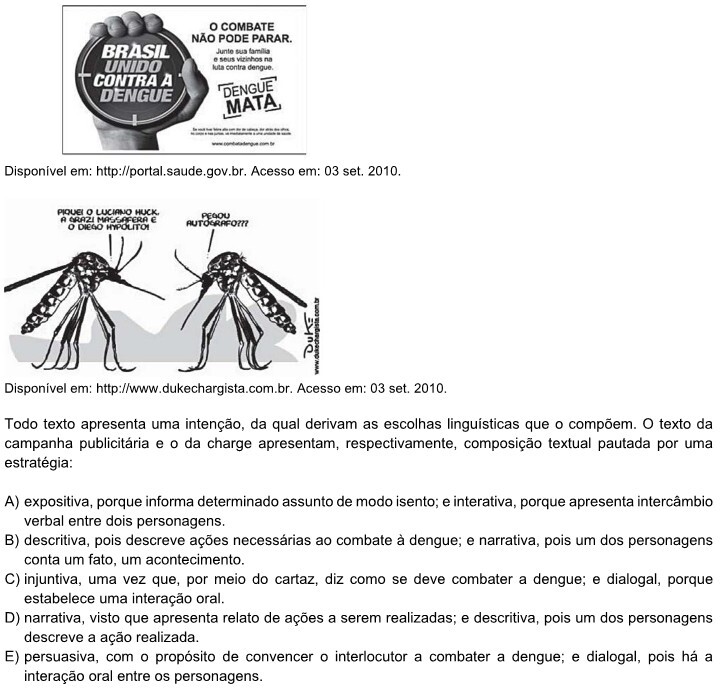 BRASIL
UNIDO
CONTRA A
DENGUE
O COMBATE
NÃO PODE PARAR.
Junte sua família
e seus vizinhos na
luta contra dengue.
DENGUE
MATA
www.combatadengue.com.br
Disponível em: http://portal.saude.gov.br. Acesso em: 03 set. 2010.
PIQUEI O LUCIANO HUCK,
A GRAZI MASSAFERA E
O DIEGO HYPÓLITO!
PEGOU
AUTÓGRAFO???
DUKE
www.dukechargista.com.br
Disponível em: http://www.dukechargista.com.br. Acesso em: 03 set. 2010.
Todo texto apresenta uma intenção, da qual derivam as escolhas linguísticas que o compõem. O texto da
campanha publicitária e o da charge apresentam, respectivamente, composição textual pautada por uma
estratégia:
A) expositiva, porque informa determinado assunto de modo isento; e interativa, porque apresenta intercâmbio
verbal entre dois personagens.
B) descritiva, pois descreve ações necessárias ao combate à dengue; e narrativa, pois um dos personagens
conta um fato, um acontecimento.
C) injuntiva, uma vez que, por meio do cartaz, diz como se deve combater a dengue; e dialogal, porque
estabelece uma interação oral.
D) narrativa, visto que apresenta relato de ações a serem realizadas; e descritiva, pois um dos personagens
descreve a ação realizada.
E) persuasiva, com o propósito de convencer o interlocutor a combater a dengue; e dialogal, pois há a
interação oral entre os personagens.